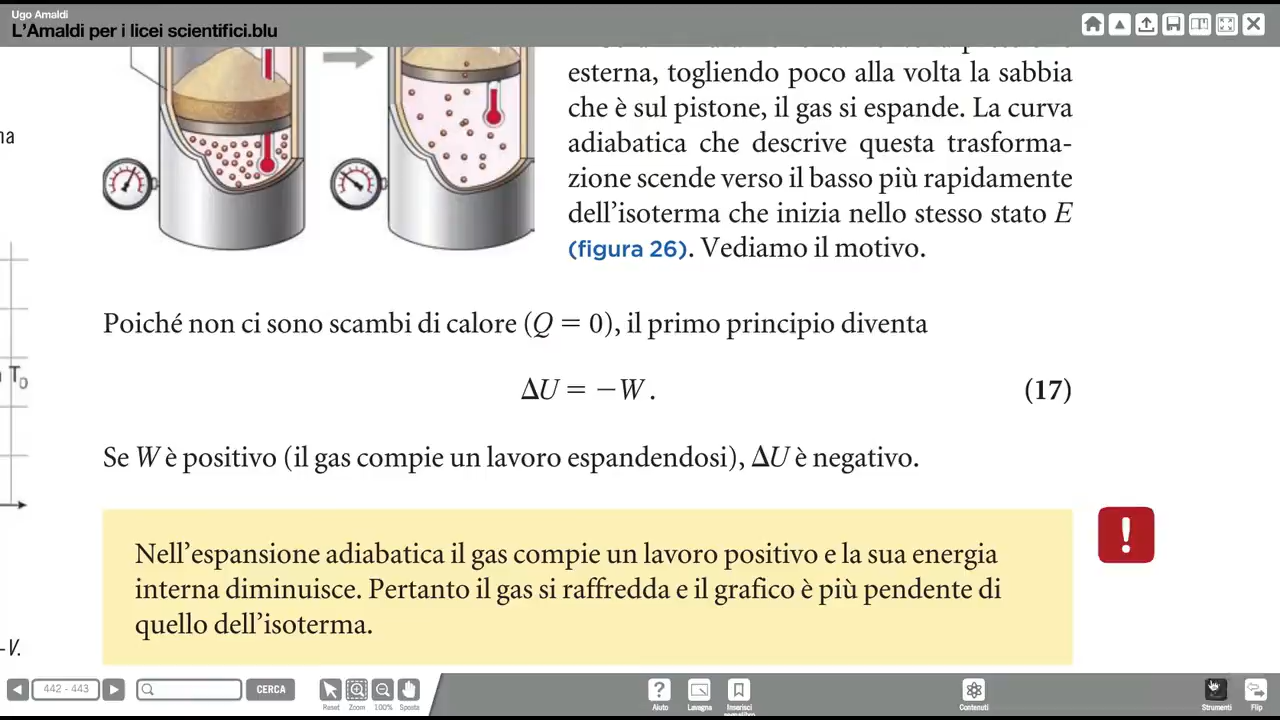 Ugo Amaldi
L'Amaldi per i licei scientifici.blu
esterna, togliendo poco alla volta la sabbia
che è sul pistone, il gas si espande. La curva
adiabatica che descrive questa trasforma-
zione scende verso il basso più rapidamente
dell'isoterma che inizia nello stesso stato E
(figura 26). Vediamo il motivo.
na
T₀
–V.
Poiché non ci sono scambi di calore (Q = 0), il primo principio diventa
ΔU = −W. (17)
Se W è positivo (il gas compie un lavoro espandendosi), ΔU è negativo.
Nell'espansione adiabatica il gas compie un lavoro positivo e la sua energia
interna diminuisce. Pertanto il gas si raffredda e il grafico è più pendente di
quello dell'isoterma.
!
442 - 443
CERCA
Reset Zoom 100% Sposta
? Aiuto Lavagna Inserisci segnalibro Contenuti Strumenti Flip